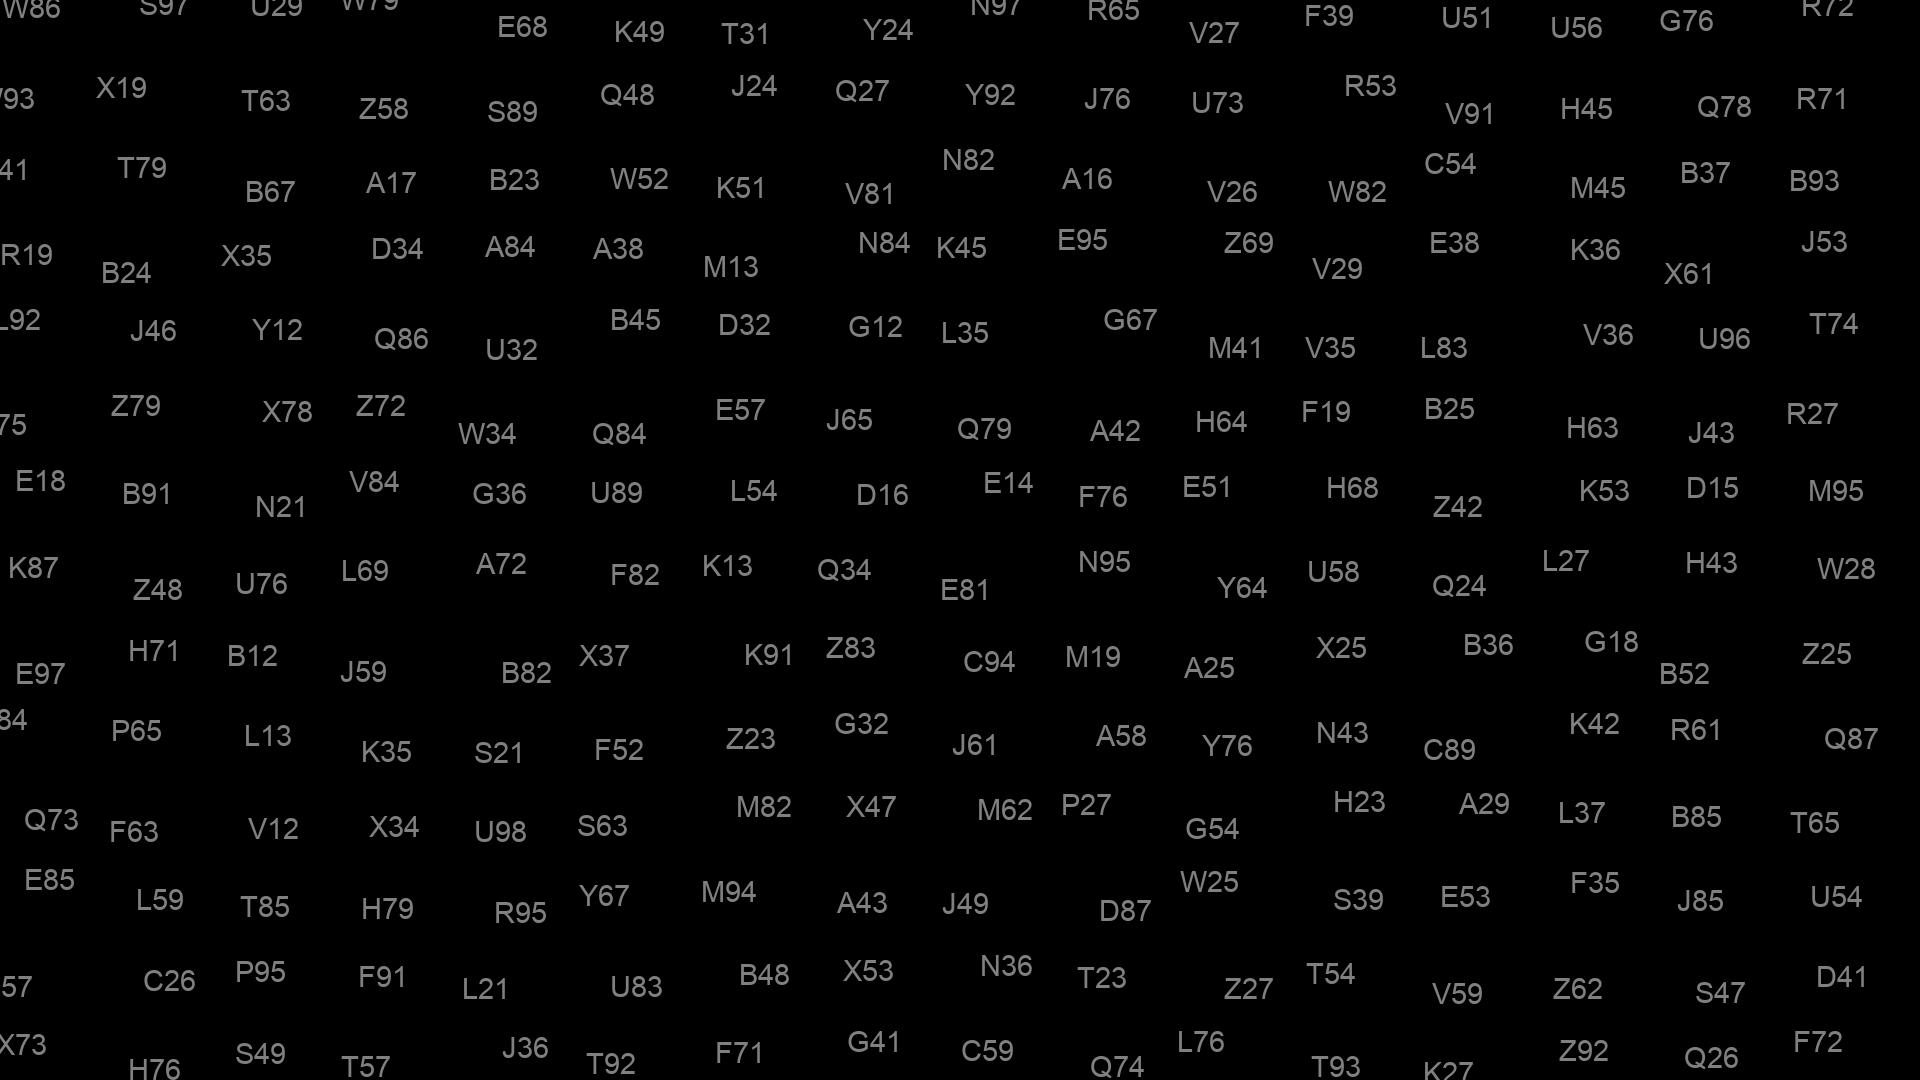 W86 S97 U29 W79 E68 K49 T31 Y24 N97 R65 V27 F39 U51 U56 G76 R72
93 X19 T63 Z58 S89 Q48 J24 Q27 Y92 J76 U73 R53 V91 H45 Q78 R71
41 T79 B67 A17 B23 W52 K51 V81 N82 A16 V26 W82 C54 M45 B37 B93
R19 B24 X35 D34 A84 A38 M13 N84 K45 E95 Z69 V29 E38 K36 X61 J53
L92 J46 Y12 Q86 U32 B45 D32 G12 L35 G67 M41 V35 L83 V36 U96 T74
75 Z79 X78 Z72 W34 Q84 E57 J65 Q79 A42 H64 F19 B25 H63 J43 R27
E18 B91 N21 V84 G36 U89 L54 D16 E14 F76 E51 H68 Z42 K53 D15 M95
K87 Z48 U76 L69 A72 F82 K13 Q34 E81 N95 Y64 U58 Q24 L27 H43 W28
E97 H71 B12 J59 B82 X37 K91 Z83 C94 M19 A25 X25 B36 G18 B52 Z25
84 P65 L13 K35 S21 F52 Z23 G32 J61 A58 Y76 N43 C89 K42 R61 Q87
Q73 F63 V12 X34 U98 S63 M82 X47 M62 P27 G54 H23 A29 L37 B85 T65
E85 L59 T85 H79 R95 Y67 M94 A43 J49 D87 W25 S39 E53 F35 J85 U54
57 C26 P95 F91 L21 U83 B48 X53 N36 T23 Z27 T54 V59 Z62 S47 D41
X73 H76 S49 T57 J36 T92 F71 G41 C59 Q74 L76 T93 K27 Z92 Q26 F72